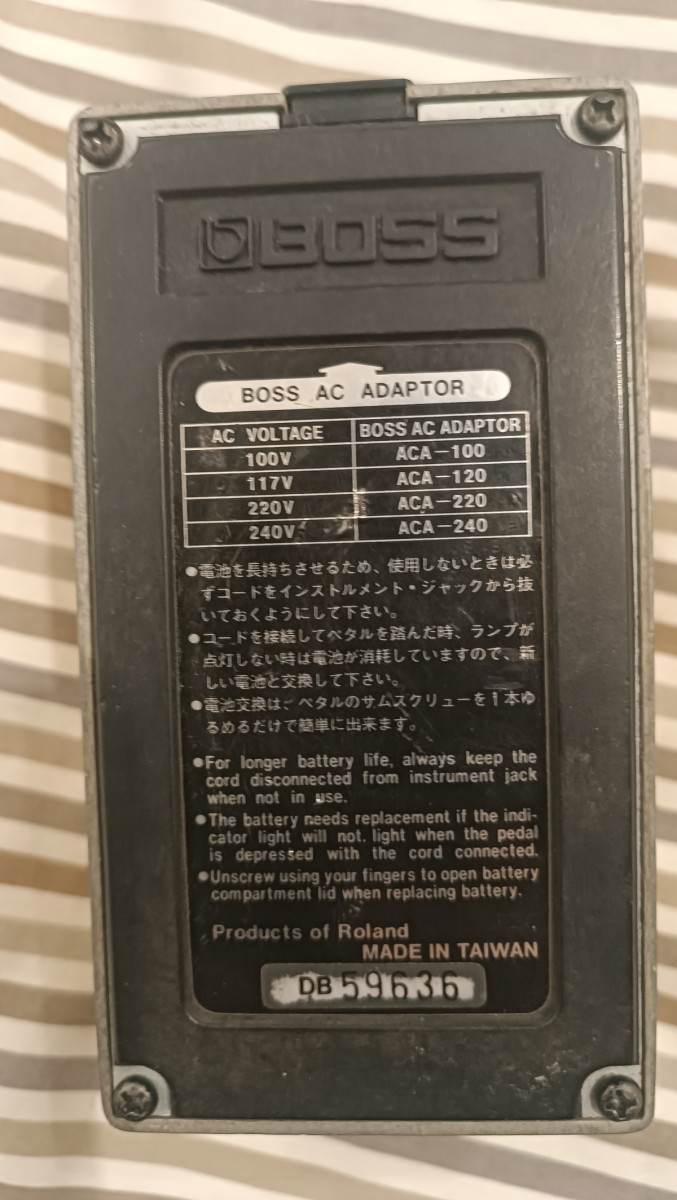 BOSS
BOSS AC ADAPTOR
AC VOLTAGE BOSS AC ADAPTOR
100V ACA-100
117V ACA-120
220V ACA-220
240V ACA-240
●電池を長持ちさせるため、使用しないときは必
ずコードをインストルメント・ジャックから抜
いておくようにして下さい。
●コードを接続してペタルを踏んだ時、ランプが
点灯しない時は電池が消耗していますので、新
しい電池と交換して下さい。
●電池交換は、ペタルのサムスクリューを1本ゆ
るめるだけで簡単に出来ます。
●For longer battery life, always keep the
cord disconnected from instrument jack
when not in use.
●The battery needs replacement if the indi-
cator light will not. light when the pedal
is depressed with the cord connected.
●Unscrew using your fingers to open battery
compartment lid when replacing battery.
Products of Roland
MADE IN TAIWAN
DB 59636